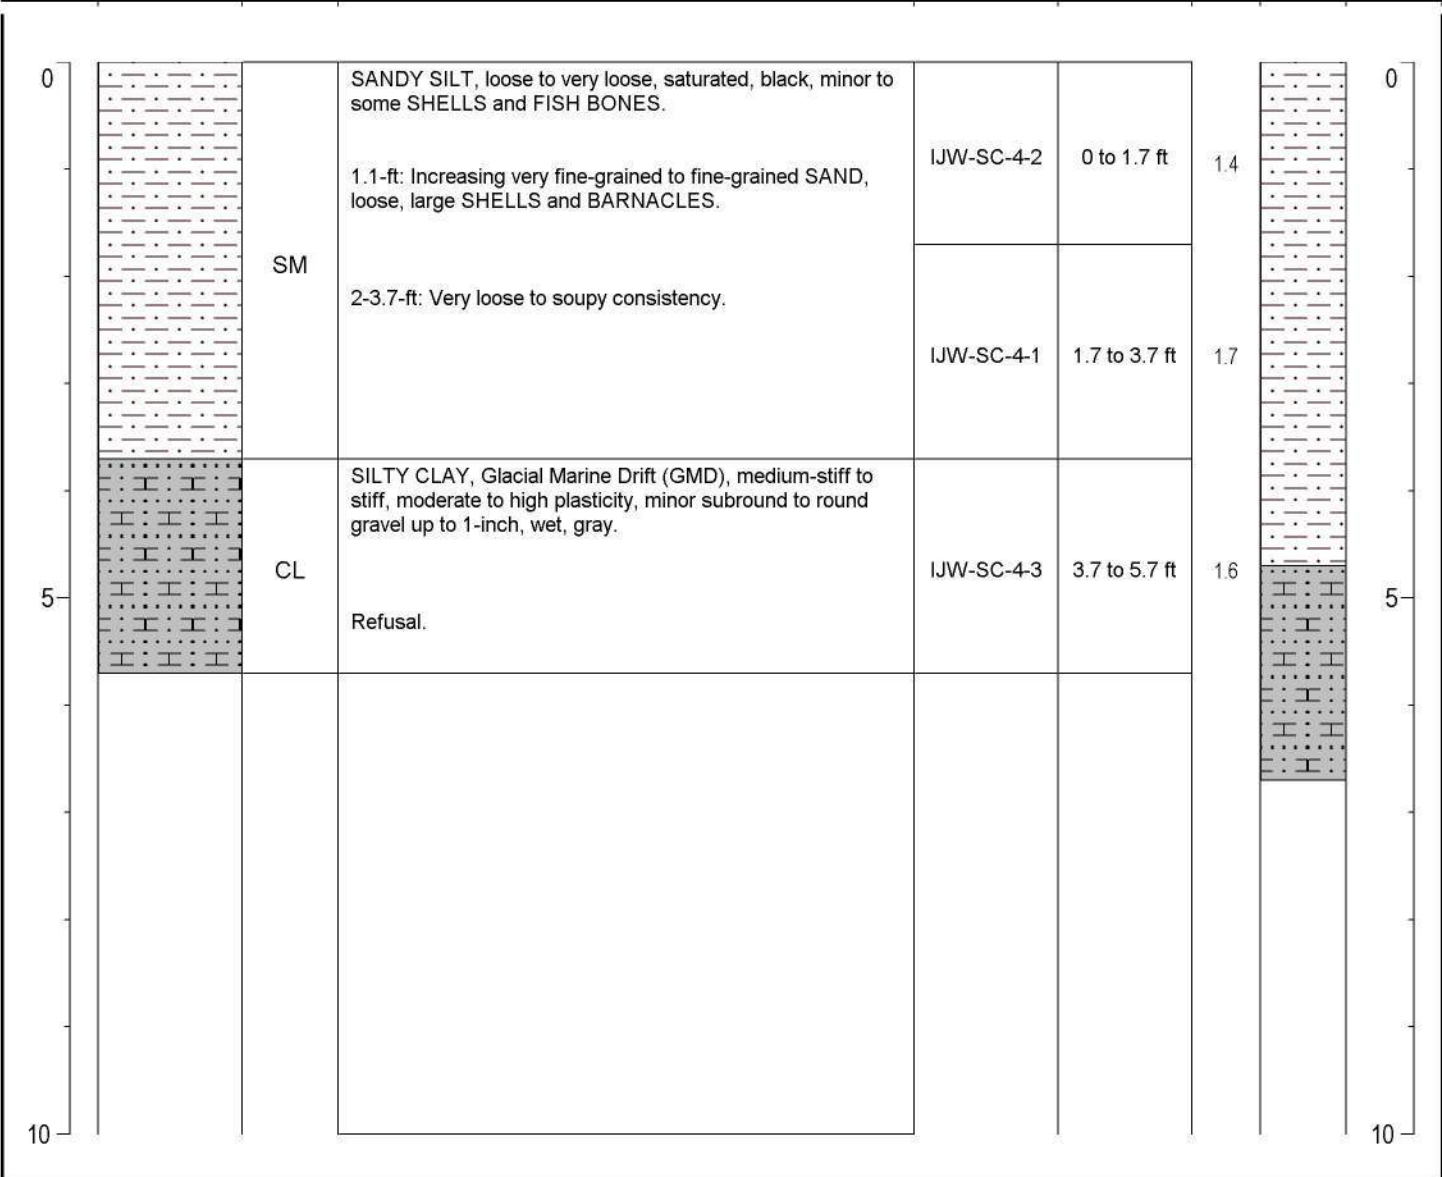 0
SANDY SILT, loose to very loose, saturated, black, minor to
some SHELLS and FISH BONES.
1.1-ft: Increasing very fine-grained to fine-grained SAND,
loose, large SHELLS and BARNACLES.
SM
2-3.7-ft: Very loose to soupy consistency.
IJW-SC-4-2 0 to 1.7 ft 1.4
IJW-SC-4-1 1.7 to 3.7 ft 1.7
0
SILTY CLAY, Glacial Marine Drift (GMD), medium-stiff to
stiff, moderate to high plasticity, minor subround to round
gravel up to 1-inch, wet, gray.
CL
IJW-SC-4-3 3.7 to 5.7 ft 1.6
5
5
Refusal.
10
10